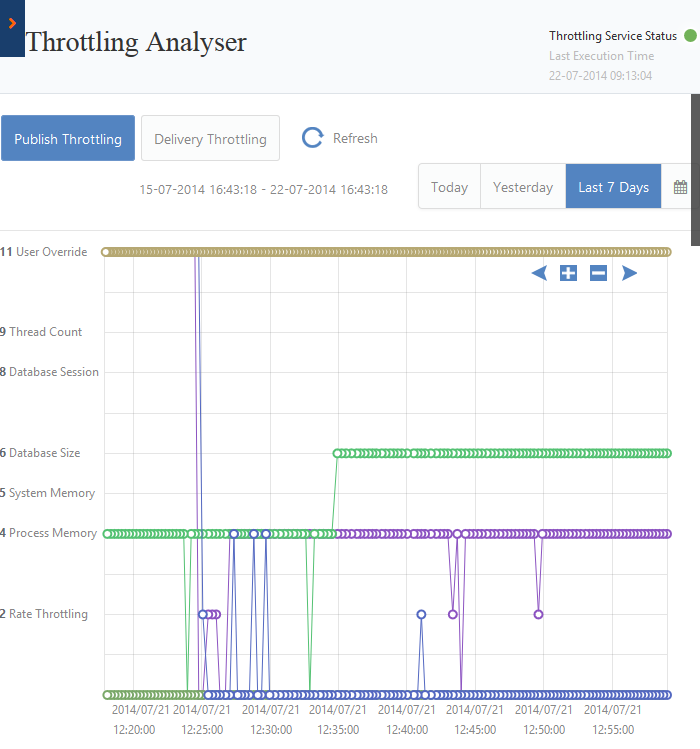 Throttling Analyser
Throttling Service Status
Last Execution Time
22-07-2014 09:13:04
Publish Throttling
Delivery Throttling
Refresh
15-07-2014 16:43:18 - 22-07-2014 16:43:18
Today
Yesterday
Last 7 Days
11 User Override
9 Thread Count
8 Database Session
6 Database Size
5 System Memory
4 Process Memory
2 Rate Throttling
2014/07/21 2014/07/21 2014/07/21 2014/07/21 2014/07/21 2014/07/21 2014/07/21 2014/07/21
12:20:00 12:25:00 12:30:00 12:35:00 12:40:00 12:45:00 12:50:00 12:55:00